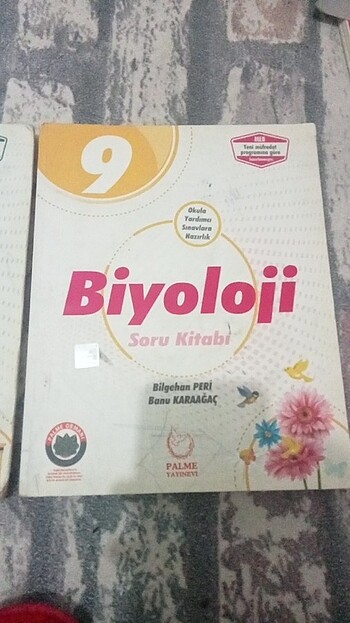 9
MEB
Yeni müfredat
programına göre
Okula
Yardımcı
Sınavlara
Hazırlık
Biyoloji
Soru Kitabı
Bilgehan PERİ
Banu KARAAĞAÇ
PALME
YAYINEVİ